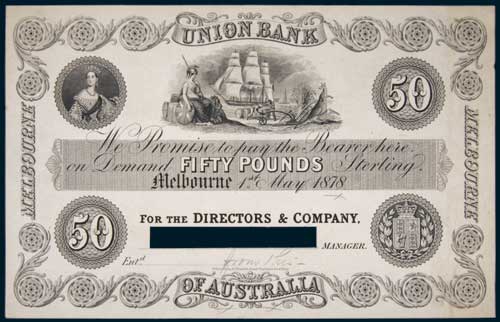 UNION BANK
50 50
MELBOURNE
MELBOURNE
We Promise to pay the Bearer here
on Demand FIFTY POUNDS Sterling.
Melbourne 1st May 1878
50
FOR THE DIRECTORS & COMPANY,
MANAGER.
Entd.
OF AUSTRALIA